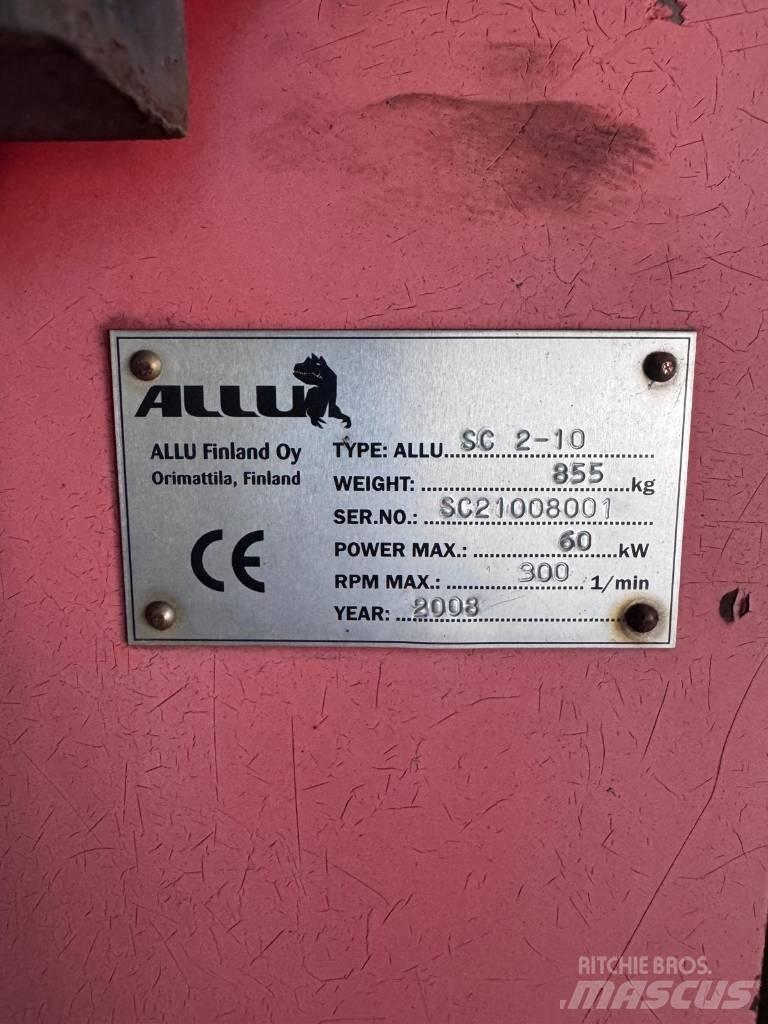 ALLU
ALLU Finland Oy
Orimattila, Finland
CE
TYPE: ALLU SC 2-10
WEIGHT: 855 kg
SER.NO.: SC21008001
POWER MAX.: 60 kW
RPM MAX.: 300 1/min
YEAR: 2008
RITCHIE BROS.
MASCUS